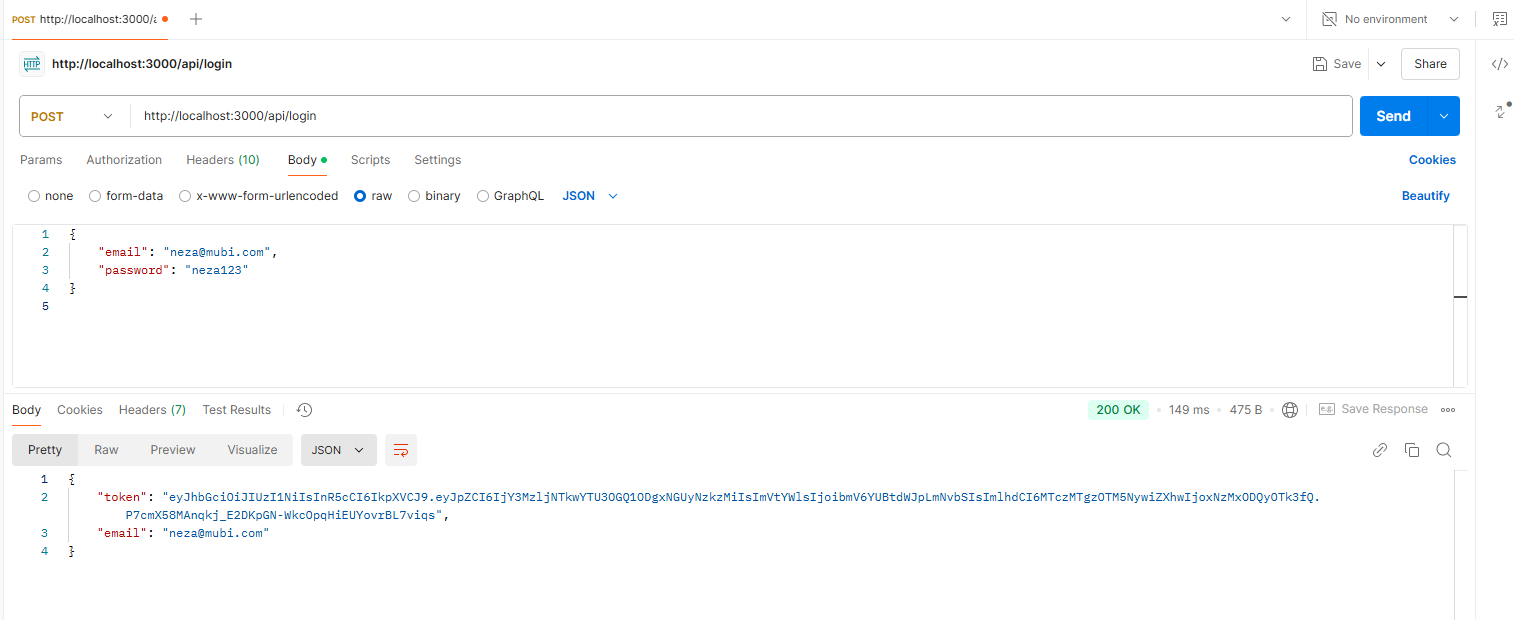 POST http://localhost:3000/a
No environment
HTTP http://localhost:3000/api/login
Save
Share
POST
http://localhost:3000/api/login
Send
Params Authorization Headers (10) Body Scripts Settings
Cookies
none form-data x-www-form-urlencoded raw binary GraphQL JSON
Beautify
1 {
2 "email": "neza@mubi.com",
3 "password": "neza123"
4 }
5
Body Cookies Headers (7) Test Results
200 OK • 149 ms • 475 B •
e.g. Save Response
Pretty Raw Preview Visualize JSON
1 {
2 "token": "eyJhbGciOiJIUzI1NiIsInR5cCI6IkpXVCJ9.eyJpZCI6IjY3MzljNTkwYTU3OGQ1ODgxNGUyNzkzMiIsImVtYWlsIjoibmV6YUBtdWJpLmNvbSIsImlhdCI6MTczMTgzOTM5NywiZXhwIjoxNzMxODQyOTk3fQ.
P7cmX58MAnqkj_E2DKpGN-WkcOpqHiEUYovrBL7viqs",
3 "email": "neza@mubi.com"
4 }